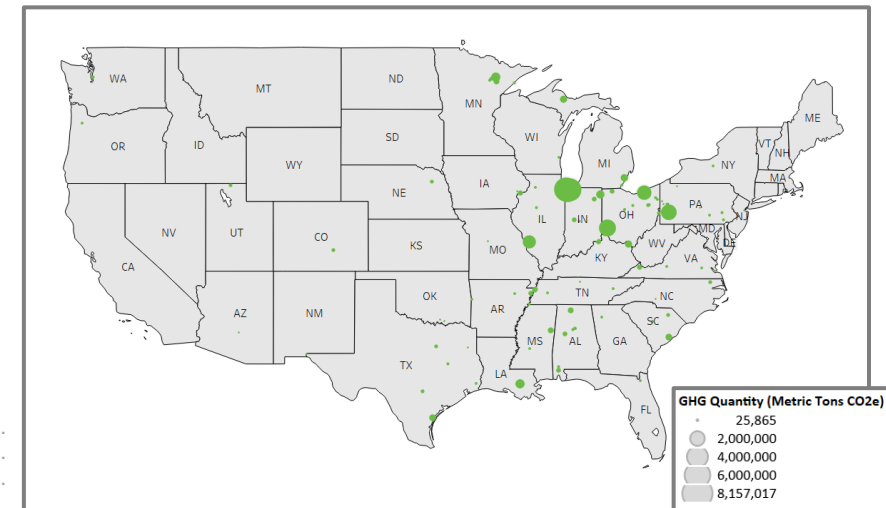 WA
MT
ND
MN
ME
OR
ID
SD
WI
MI
VT
NH
NY
MA
WY
IA
NE
PA
NJ
IL
IN
OH
MD
DE
NV
UT
CO
KS
MO
WV
VA
KY
CA
OK
AR
TN
NC
AZ
NM
SC
MS
AL
GA
TX
LA
FL
GHG Quantity (Metric Tons CO2e)
25,865
2,000,000
4,000,000
6,000,000
8,157,017